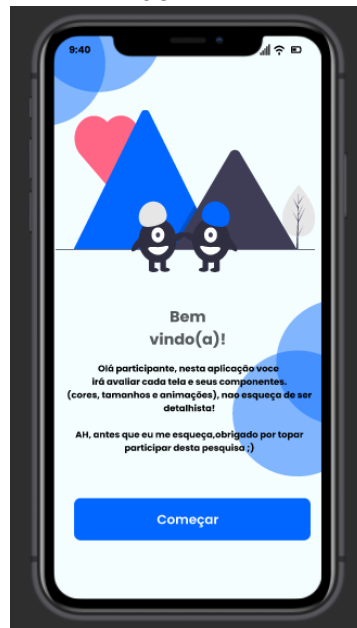 9:40
Bem
vindo(a)!
Olá participante, nesta aplicação voce
irá avaliar cada tela e seus componentes.
(cores, tamanhos e animações), nao esqueça de ser
detalhista!
AH, antes que eu me esqueça,obrigado por topar
participar desta pesquisa ;)
Começar